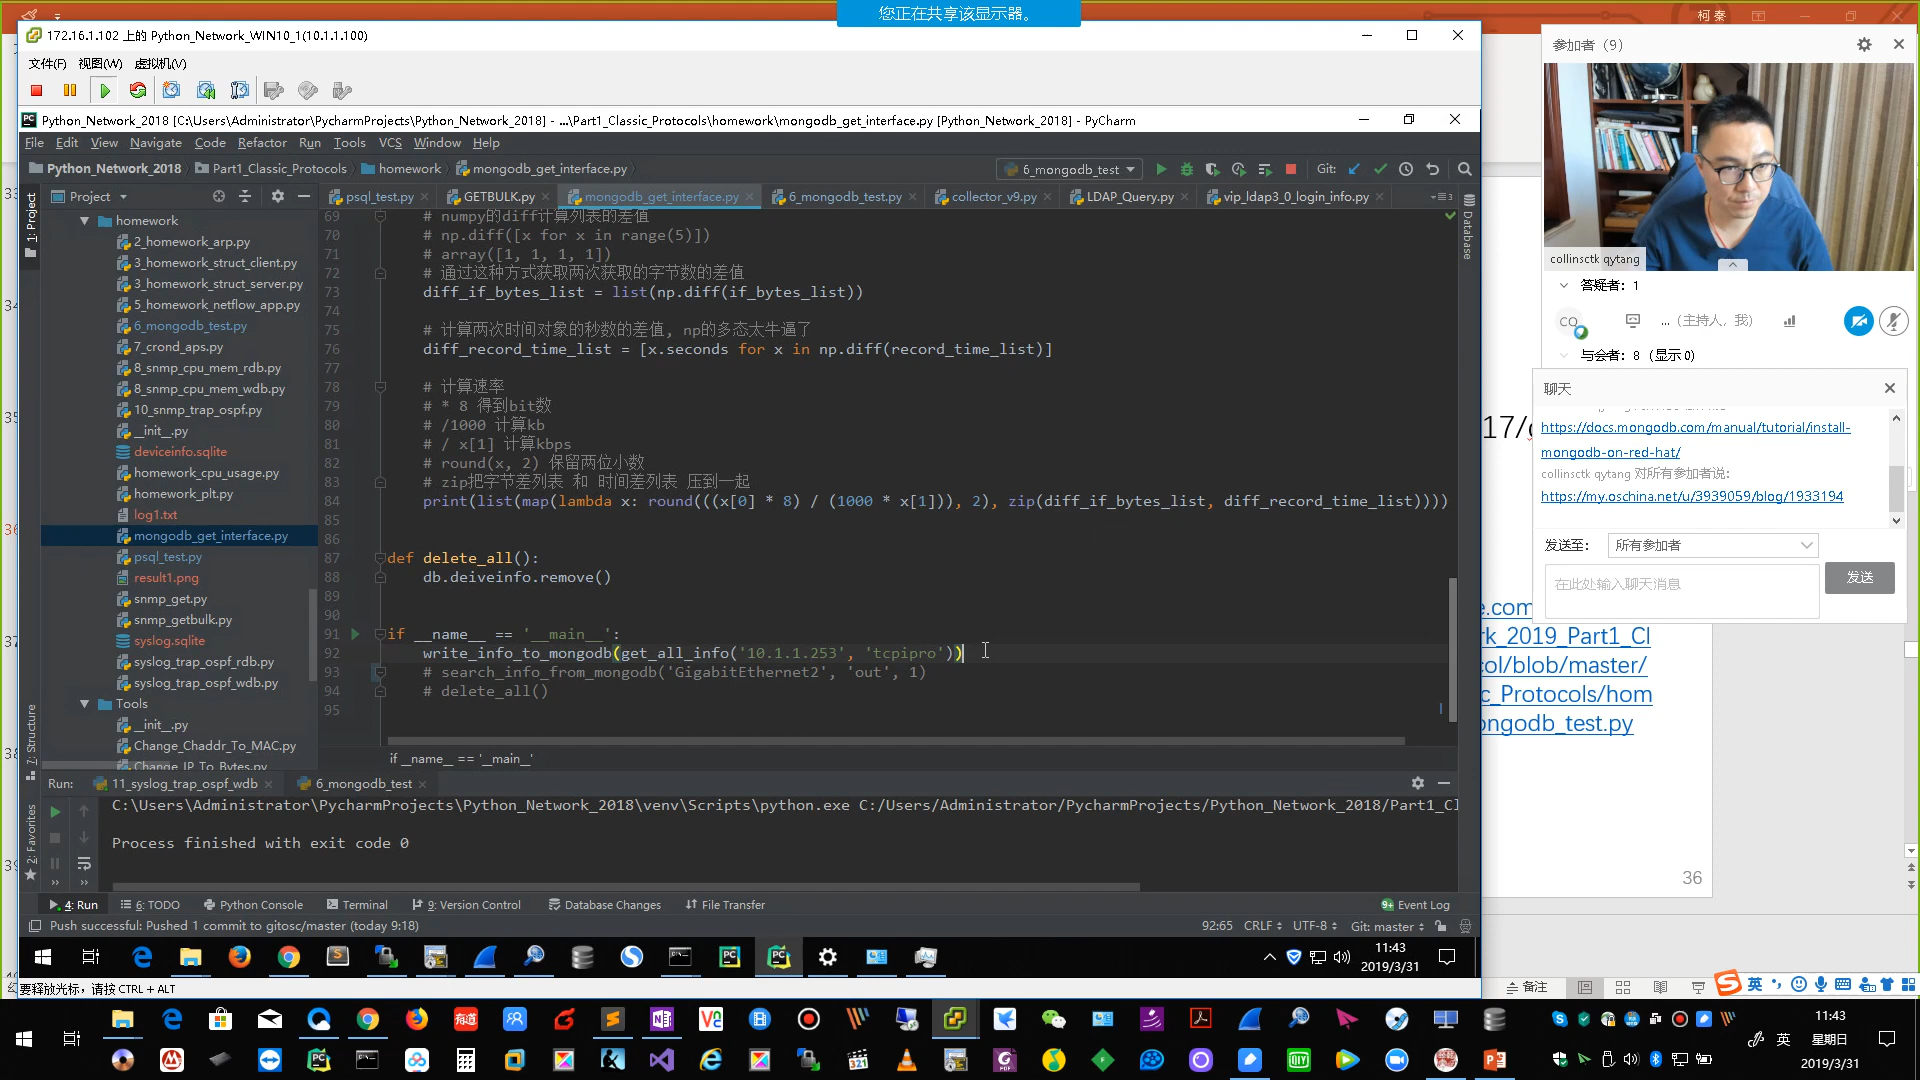 您正在共享该显示器。
柯 秦
172.16.1.102 上的 Python_Network_WIN10_1(10.1.1.100)
文件(F) 视图(W) 虚拟机(V)
Python_Network_2018 [C:\Users\Administrator\PycharmProjects\Python_Network_2018] - ...\Part1_Classic_Protocols\homework\mongodb_get_interface.py [Python_Network_2018] - PyCharm
File Edit View Navigate Code Refactor Run Tools VCS Window Help
Python_Network_2018 Part1_Classic_Protocols homework mongodb_get_interface.py
6_mongodb_test Git:
Project
psql_test.py GETBULK.py mongodb_get_interface.py 6_mongodb_test.py collector_v9.py LDAP_Query.py vip_ldap3_0_login_info.py
1: Project
7: Structure
2: Favorites
Database
homework
2_homework_arp.py
3_homework_struct_client.py
3_homework_struct_server.py
5_homework_netflow_app.py
6_mongodb_test.py
7_crond_aps.py
8_snmp_cpu_mem_rdb.py
8_snmp_cpu_mem_wdb.py
10_snmp_trap_ospf.py
__init__.py
deviceinfo.sqlite
homework_cpu_usage.py
homework_plt.py
log1.txt
mongodb_get_interface.py
psql_test.py
result1.png
snmp_get.py
snmp_getbulk.py
syslog.sqlite
syslog_trap_ospf_rdb.py
syslog_trap_ospf_wdb.py
Tools
__init__.py
Change_Chaddr_To_MAC.py
Change_IP_To_Bytes.py
69 # numpy的diff计算列表的差值
70 # np.diff([x for x in range(5)])
71 # array([1, 1, 1, 1])
72 # 通过这种方式获取两次获取的字节数的差值
73 diff_if_bytes_list = list(np.diff(if_bytes_list))
74
75 # 计算两次时间对象的秒数的差值, np的多态太牛逼了
76 diff_record_time_list = [x.seconds for x in np.diff(record_time_list)]
77
78 # 计算速率
79 # * 8 得到bit数
80 # /1000 计算kb
81 # / x[1] 计算kbps
82 # round(x, 2) 保留两位小数
83 # zip把字节差列表 和 时间差列表 压到一起
84 print(list(map(lambda x: round(((x[0] * 8) / (1000 * x[1])), 2), zip(diff_if_bytes_list, diff_record_time_list))))
85
86
87 def delete_all():
88 db.deiveinfo.remove()
89
90
91 if __name__ == '__main__':
92 write_info_to_mongodb(get_all_info('10.1.1.253', 'tcpipro'))
93 # search_info_from_mongodb('GigabitEthernet2', 'out', 1)
94 # delete_all()
95
if __name__ == '__main__'
Run: 11_syslog_trap_ospf_wdb 6_mongodb_test
C:\Users\Administrator\PycharmProjects\Python_Network_2018\venv\Scripts\python.exe C:/Users/Administrator/PycharmProjects/Python_Network_2018/Part1_Cl
Process finished with exit code 0
4: Run 6: TODO Python Console Terminal 9: Version Control Database Changes File Transfer 9+ Event Log
Push successful: Pushed 1 commit to gitosc/master (today 9:18) 92:65 CRLF UTF-8 Git: master
11:43
2019/3/31
要释放光标，请按 CTRL + ALT
参加者（9）
collinsctk qytang
答疑者: 1
CQ ... (主持人, 我)
与会者: 8 (显示 0)
聊天
https://docs.mongodb.com/manual/tutorial/install-
mongodb-on-red-hat/
collinsctk qytang 对所有参加者说:
https://my.oschina.net/u/3939059/blog/1933194
发送至: 所有参加者
在此处输入聊天消息
发送
17/
e.com
rk_2019_Part1_Cl
col/blob/master/
c_Protocols/hom
ongodb_test.py
36
备注
英
11:43
英 星期日
2019/3/31